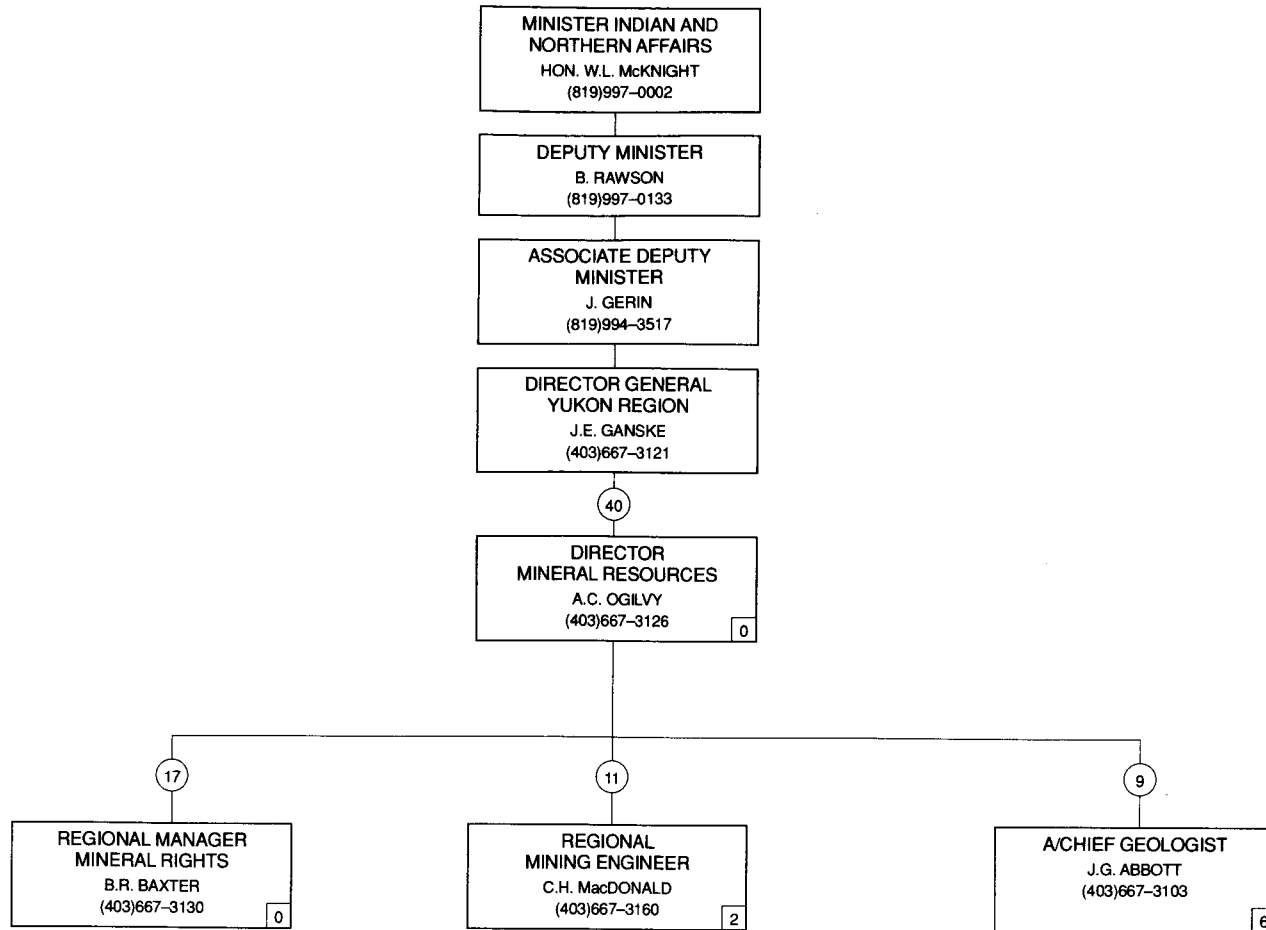 MINISTER INDIAN AND
NORTHERN AFFAIRS
HON. W.L. McKNIGHT
(819)997–0002
DEPUTY MINISTER
B. RAWSON
(819)997–0133
ASSOCIATE DEPUTY
MINISTER
J. GERIN
(819)994–3517
DIRECTOR GENERAL
YUKON REGION
J.E. GANSKE
(403)667–3121
40
DIRECTOR
MINERAL RESOURCES
A.C. OGILVY
(403)667–3126
0
17
REGIONAL MANAGER
MINERAL RIGHTS
B.R. BAXTER
(403)667–3130
0
11
REGIONAL
MINING ENGINEER
C.H. MacDONALD
(403)667–3160
2
9
A/CHIEF GEOLOGIST
J.G. ABBOTT
(403)667–3103
6